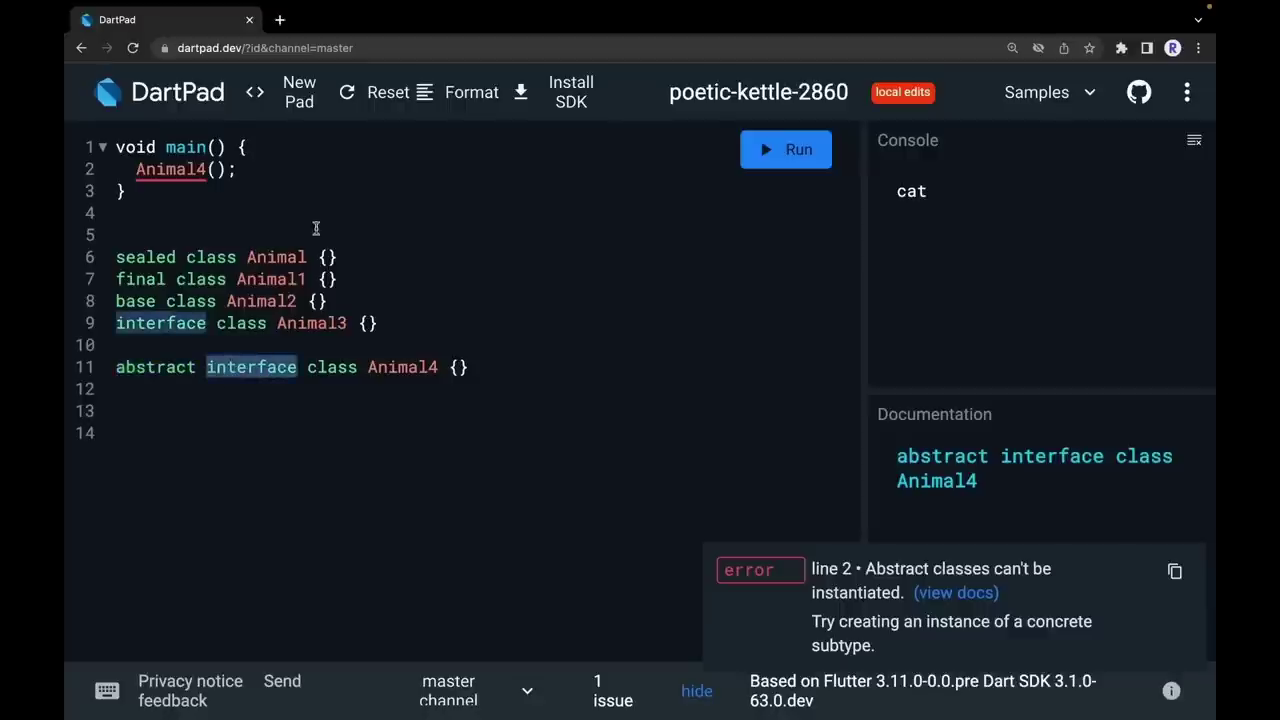 DartPad
dartpad.dev/?id&channel=master
R
DartPad
<> New Pad
Reset
Format
Install SDK
poetic-kettle-2860
local edits
Samples
1 void main() {
2 Animal4();
3 }
4
5
6 sealed class Animal {}
7 final class Animal1 {}
8 base class Animal2 {}
9 interface class Animal3 {}
10
11 abstract interface class Animal4 {}
12
13
14
Run
Console
cat
Documentation
abstract interface class
Animal4
error
line 2 • Abstract classes can't be
instantiated. (view docs)
Try creating an instance of a concrete
subtype.
Privacy notice
feedback
Send
master
channel
1
issue
hide
Based on Flutter 3.11.0-0.0.pre Dart SDK 3.1.0-
63.0.dev